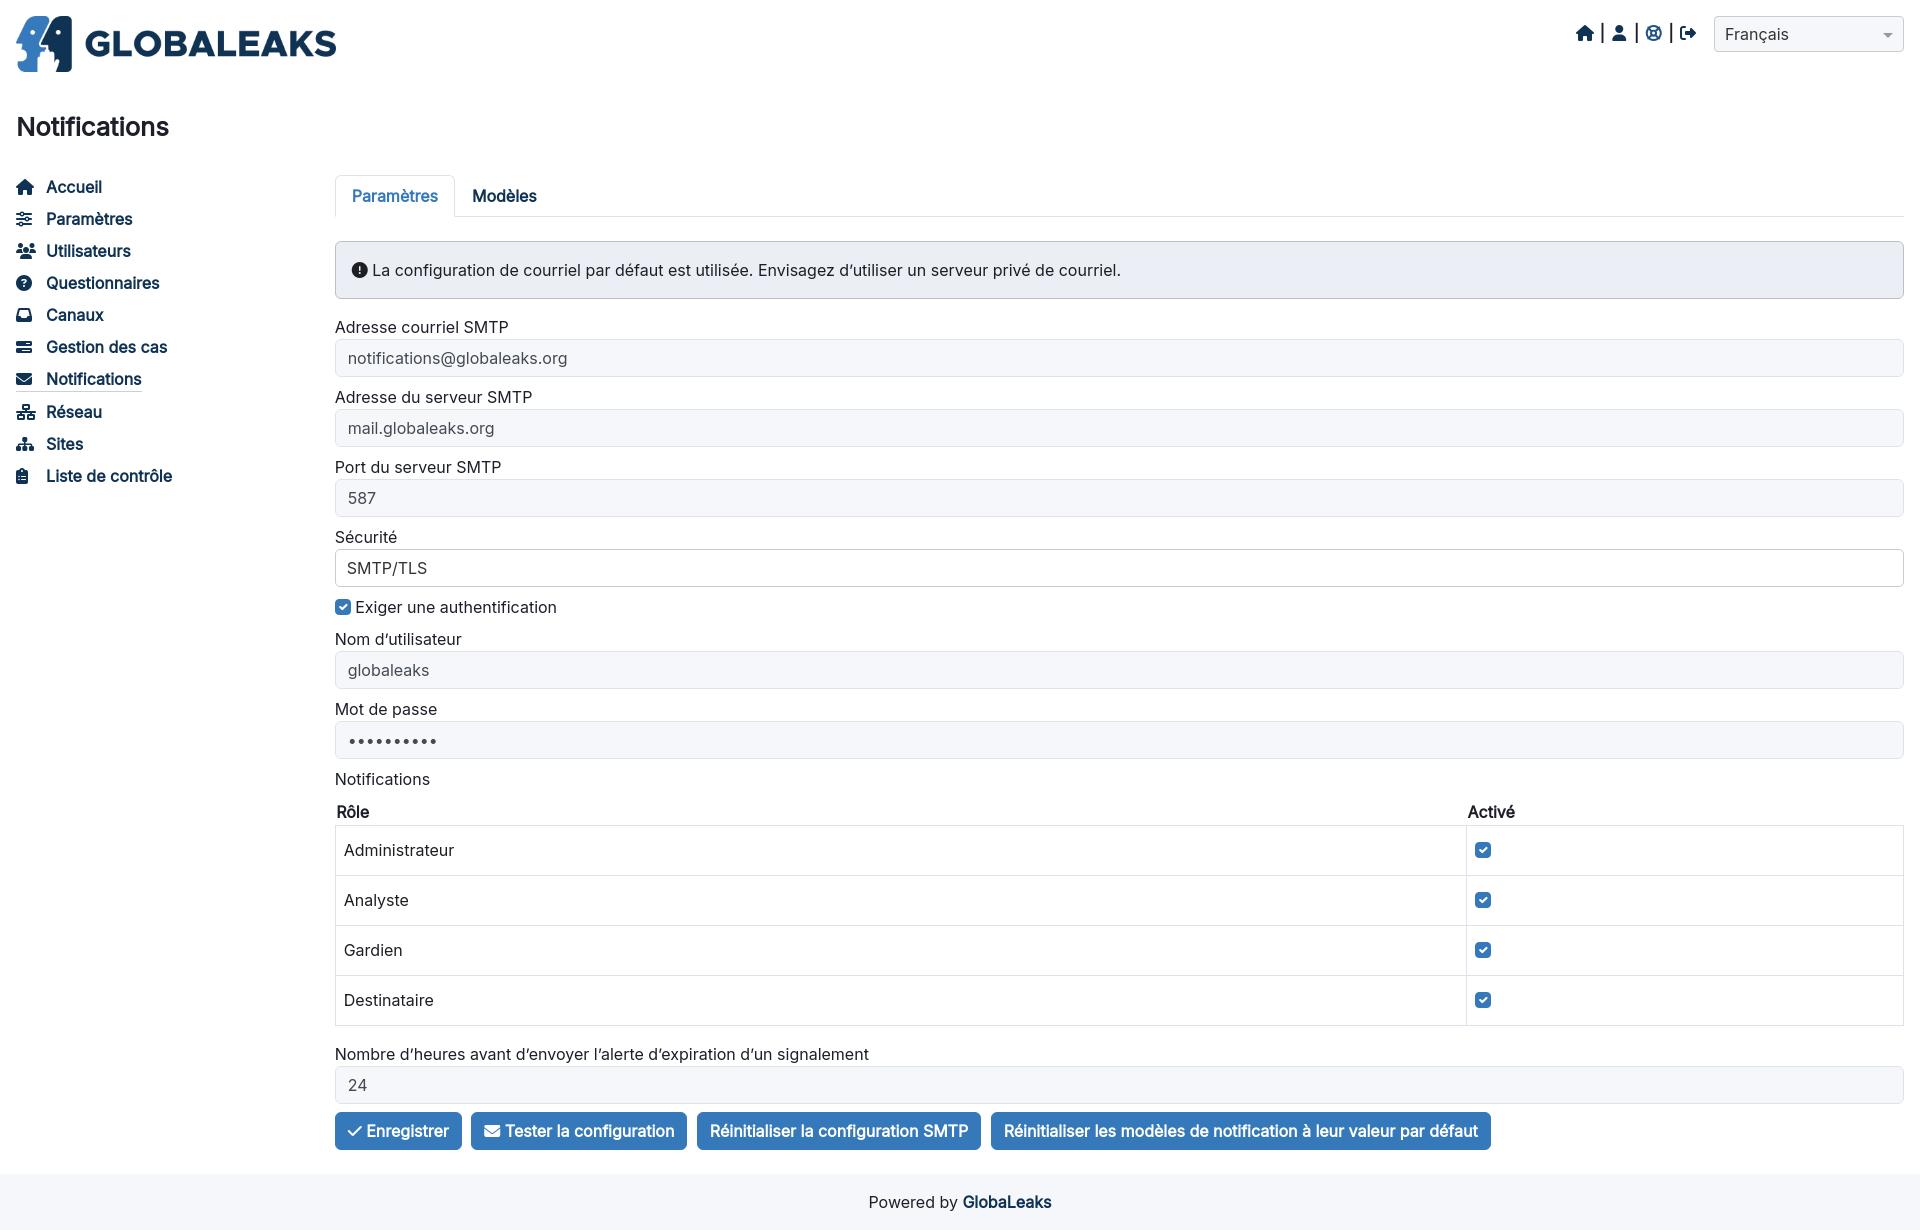 GLOBALEAKS
Français
Notifications
Accueil
Paramètres
Utilisateurs
Questionnaires
Canaux
Gestion des cas
Notifications
Réseau
Sites
Liste de contrôle
Paramètres Modèles
La configuration de courriel par défaut est utilisée. Envisagez d’utiliser un serveur privé de courriel.
Adresse courriel SMTP
notifications@globaleaks.org
Adresse du serveur SMTP
mail.globaleaks.org
Port du serveur SMTP
587
Sécurité
SMTP/TLS
Exiger une authentification
Nom d’utilisateur
globaleaks
Mot de passe
••••••••••
Notifications
Rôle Activé
Administrateur
Analyste
Gardien
Destinataire
Nombre d’heures avant d’envoyer l’alerte d’expiration d’un signalement
24
Enregistrer Tester la configuration Réinitialiser la configuration SMTP Réinitialiser les modèles de notification à leur valeur par défaut
Powered by GlobaLeaks